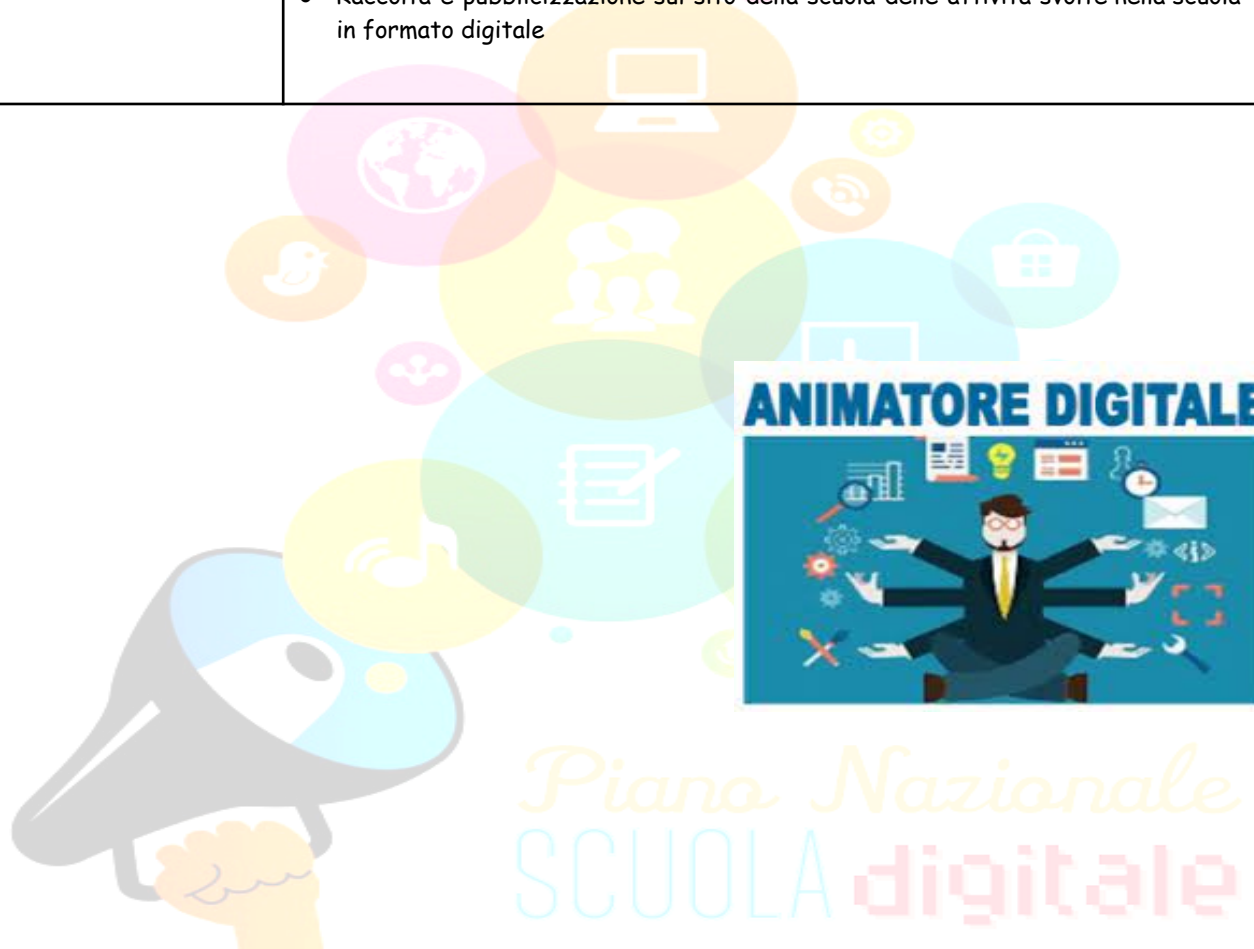 Raccolta e pubblicizzazione sul sito della scuola delle attività svolte nella scuola
in formato digitale
ANIMATORE DIGITALE
Piano Nazionale
SCUOLA digitale